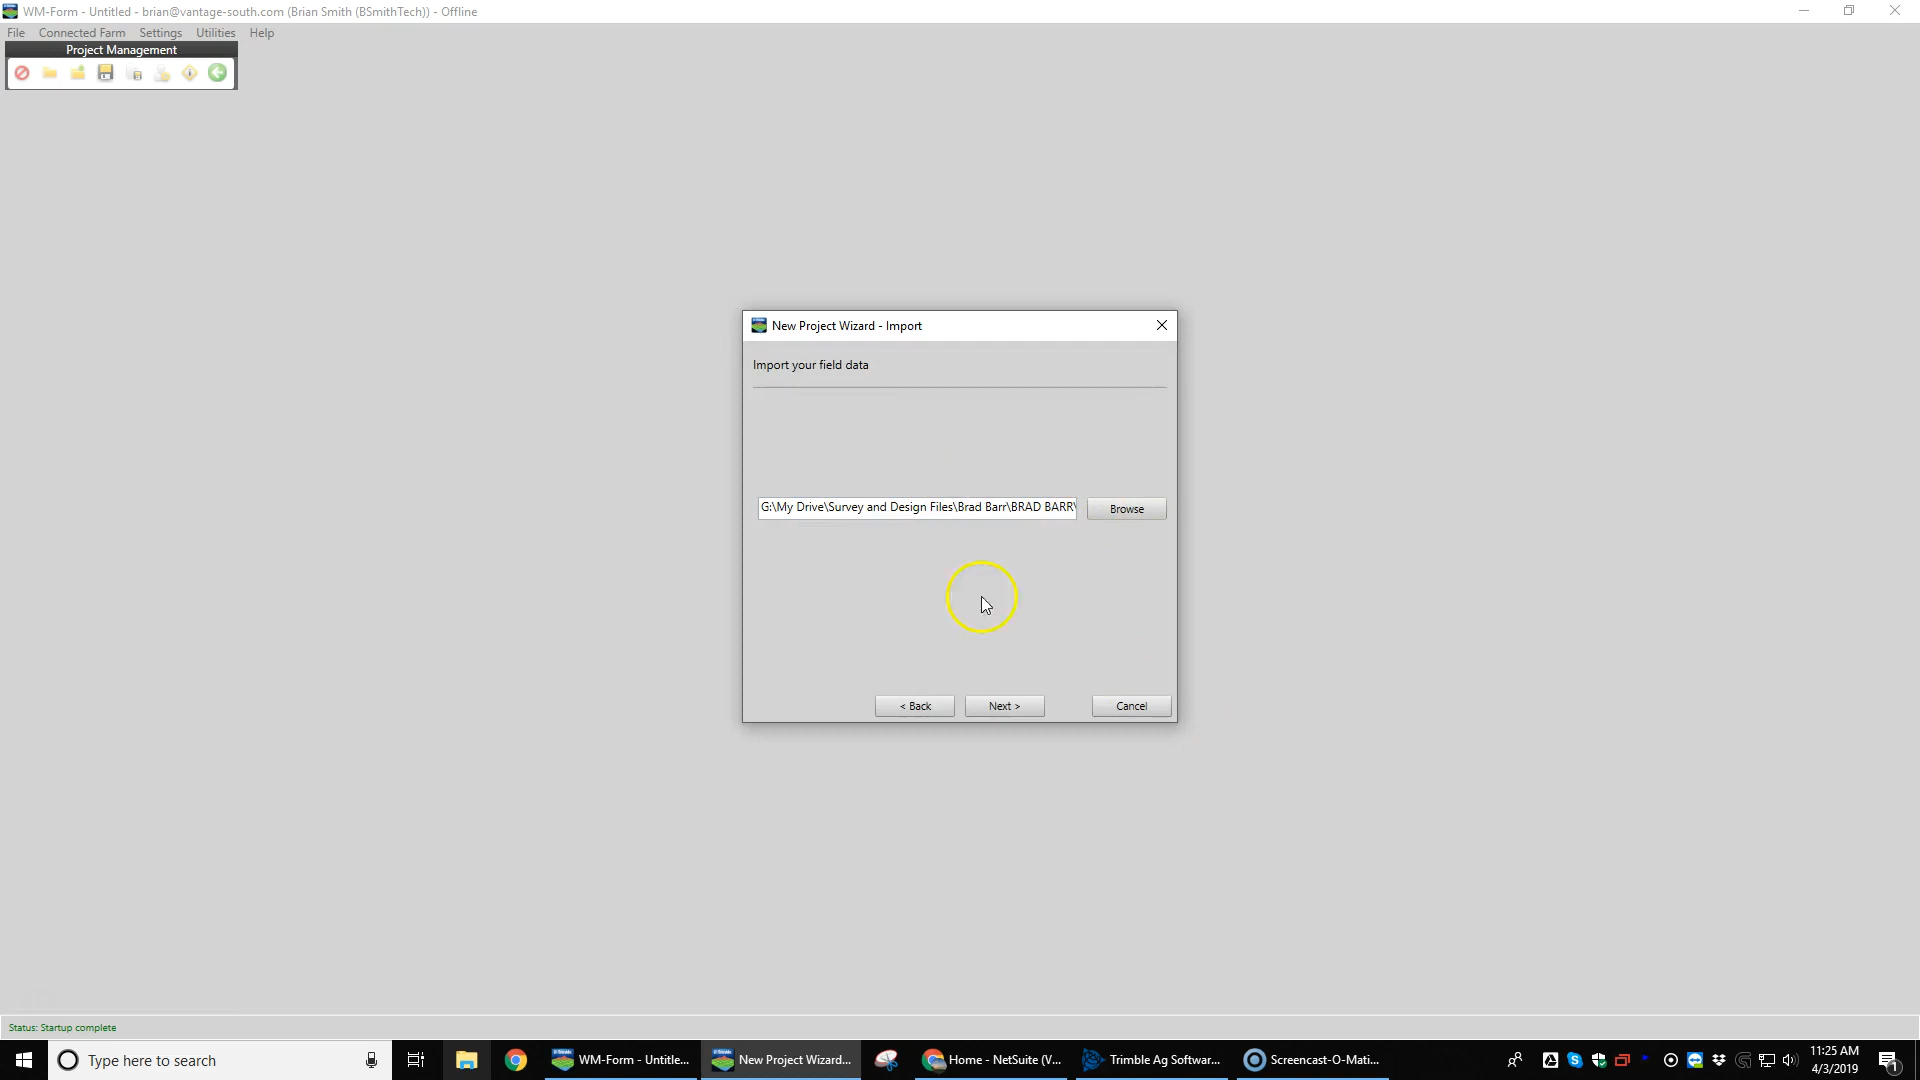 WM-Form - Untitled - brian@vantage-south.com (Brian Smith (BSmithTech)) - Offline
File Connected Farm Settings Utilities Help
Project Management
New Project Wizard - Import
Import your field data
G:\My Drive\Survey and Design Files\Brad Barr\BRAD BARR\
Browse
< Back Next > Cancel
Status: Startup complete
Type here to search
WM-Form - Untitle...
New Project Wizard...
Home - NetSuite (V...
Trimble Ag Softwar...
Screencast-O-Mati...
11:25 AM
4/3/2019
1